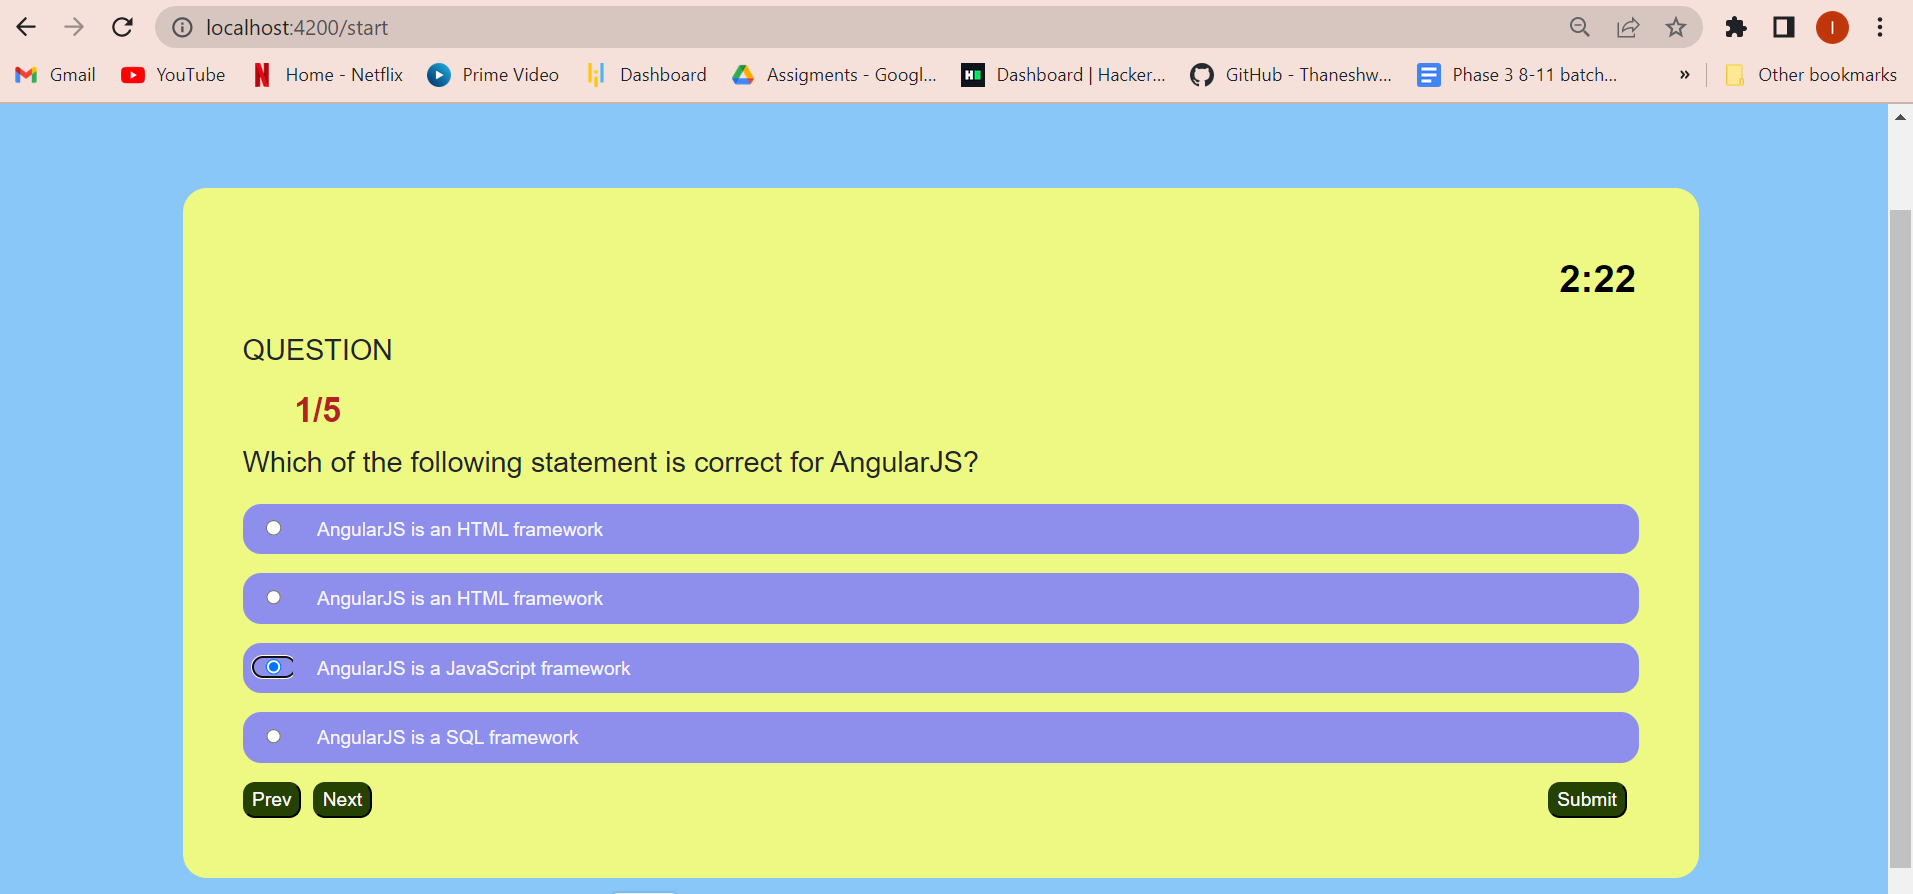 localhost:4200/start
I
Gmail YouTube Home - Netflix Prime Video Dashboard Assigments - Googl... Dashboard | Hacker... GitHub - Thaneshw... Phase 3 8-11 batch... » Other bookmarks
2:22
QUESTION
1/5
Which of the following statement is correct for AngularJS?
AngularJS is an HTML framework
AngularJS is an HTML framework
AngularJS is a JavaScript framework
AngularJS is a SQL framework
Prev Next Submit